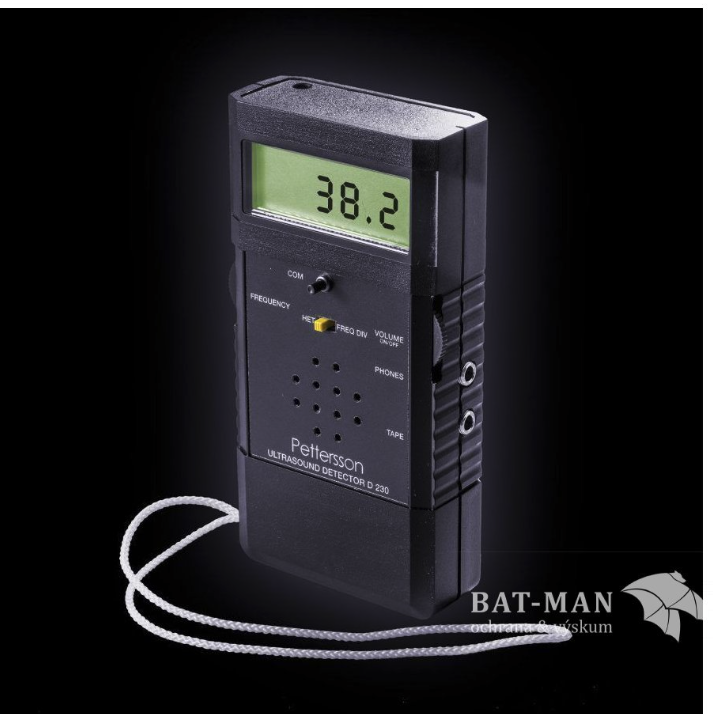 38.2
COM
FREQUENCY
HET
FREQ DIV
VOLUME
ON/OFF
PHONES
TAPE
Pettersson
ULTRASOUND DETECTOR D 230
BAT-MAN
ochrana & výskum